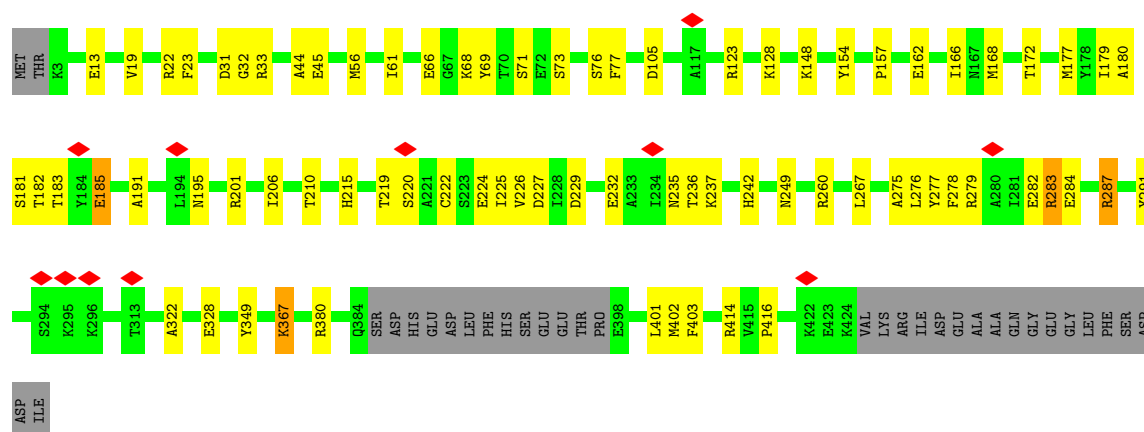 MET THR K3 E13 V19 R22 F23 D31 G32 R33 A44 E45 M56 I61 E66 G67 K68 Y69 T70 S71 E72 S73 S76 F77 D105 A117 R123 K128 K148 Y154 P157 E162 I166 N167 M168 T172 M177 Y178 I179 A180
S181 T182 T183 Y184 E185 A191 L194 N195 R201 I206 T210 H215 T219 S220 A221 C222 S223 E224 I225 V226 D227 I228 D229 E232 A233 I234 N235 T236 K237 H242 N249 R260 L267 A275 L276 Y277 F278 R279 A280 I281 E282 R283 E284 R287
S294 K295 K296 T313 A322 E328 Y349 K367 R380 Q384 SER ASP HIS GLU ASP LEU PHE HIS SER GLU GLU THR PRO E398 L401 M402 F403 R414 V415 P416 K422 E423 K424 VAL LYS ARG ILE ASP GLU ALA ALA GLN GLY GLU GLY LEU PHE SER ASP
ASP ILE